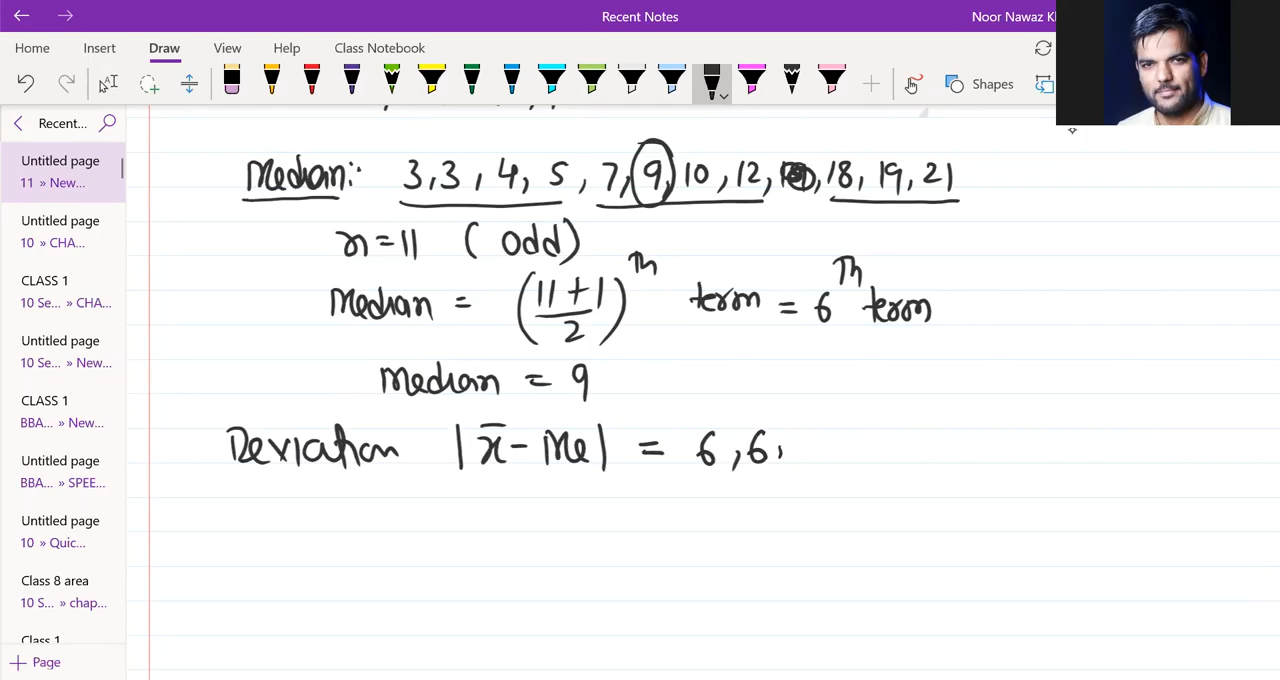 Recent Notes
Noor Nawaz Kh
Home Insert Draw View Help Class Notebook
Shapes
Recent...
Untitled page
11 » New...
Untitled page
10 » CHA...
CLASS 1
10 Se... » CHA...
Untitled page
10 Se... » New...
CLASS 1
BBA... » New...
Untitled page
BBA... » SPEE...
Untitled page
10 » Quic...
Class 8 area
10 S... » chap...
Class 1
Page
Median: 3, 3, 4, 5, 7, 9, 10, 12, 18, 19, 21
n = 11 (odd)
Median = (11+1/2)^Th term = 6^Th term
Median = 9
Deviation |x̄ - Me| = 6, 6,